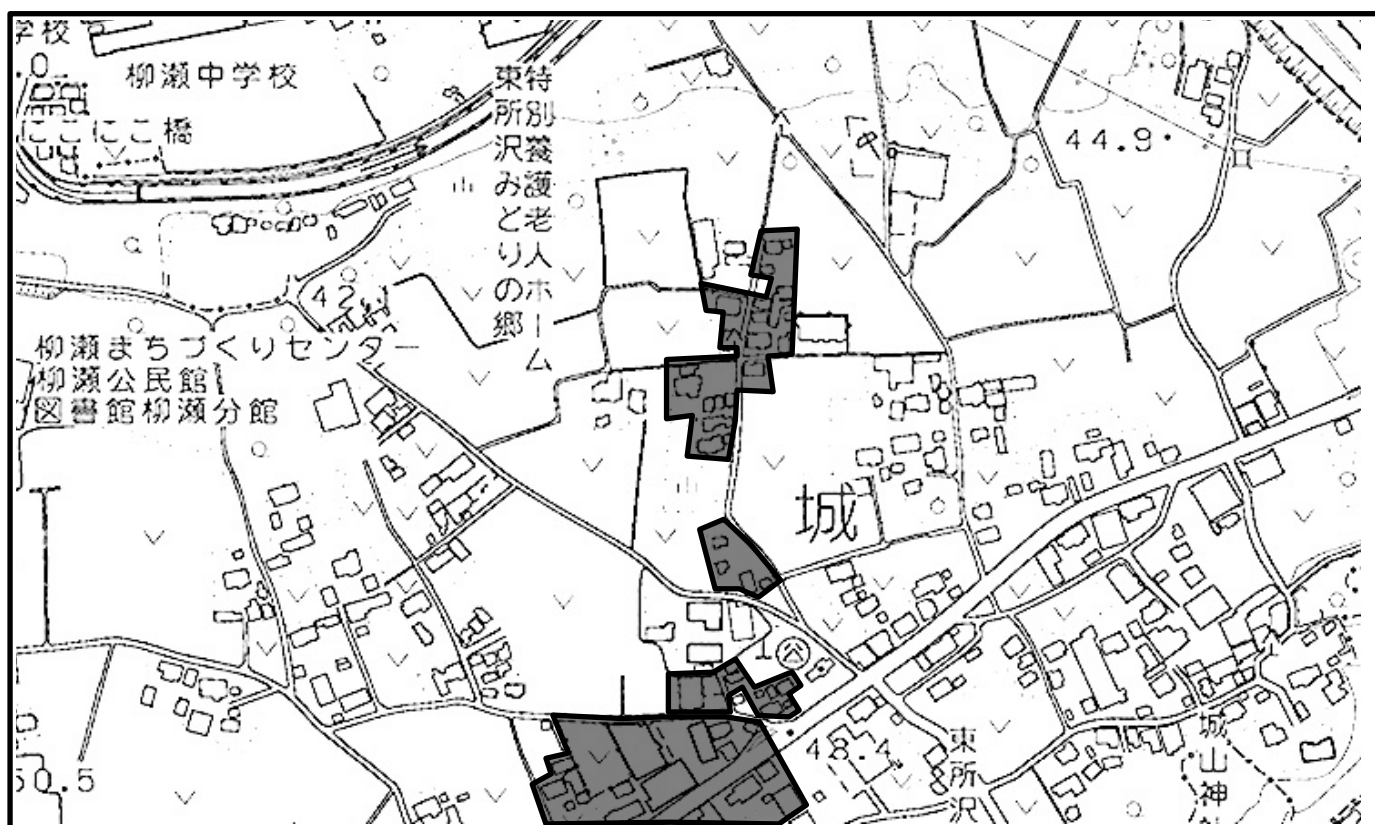 学校
柳瀬中学校
にこにこ橋
特別養護老人ホーム
東所沢みどりの郷
44.9
42
柳瀬まちづくりセンター
柳瀬公民館
図書館柳瀬分館
城
48.4
東所沢
城山神社
50.5